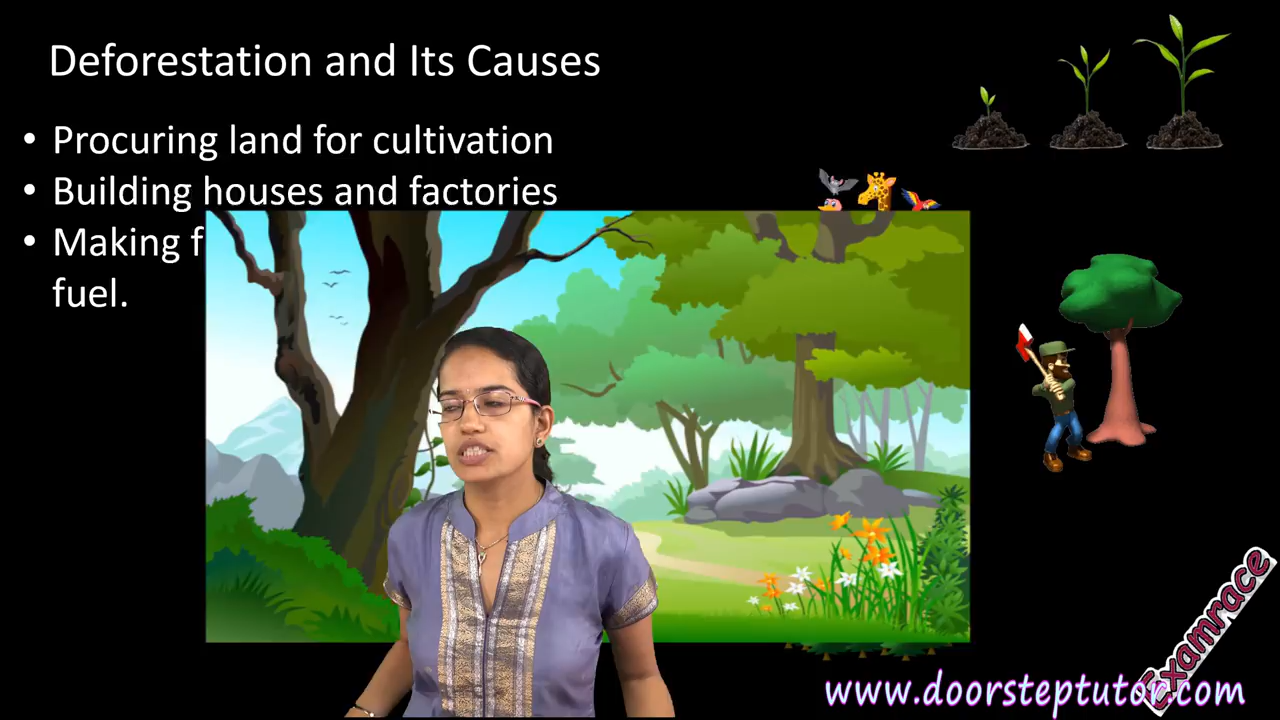 Deforestation and Its Causes
• Procuring land for cultivation
• Building houses and factories
• Making f
fuel.
Examrace
www.doorsteptutor.com